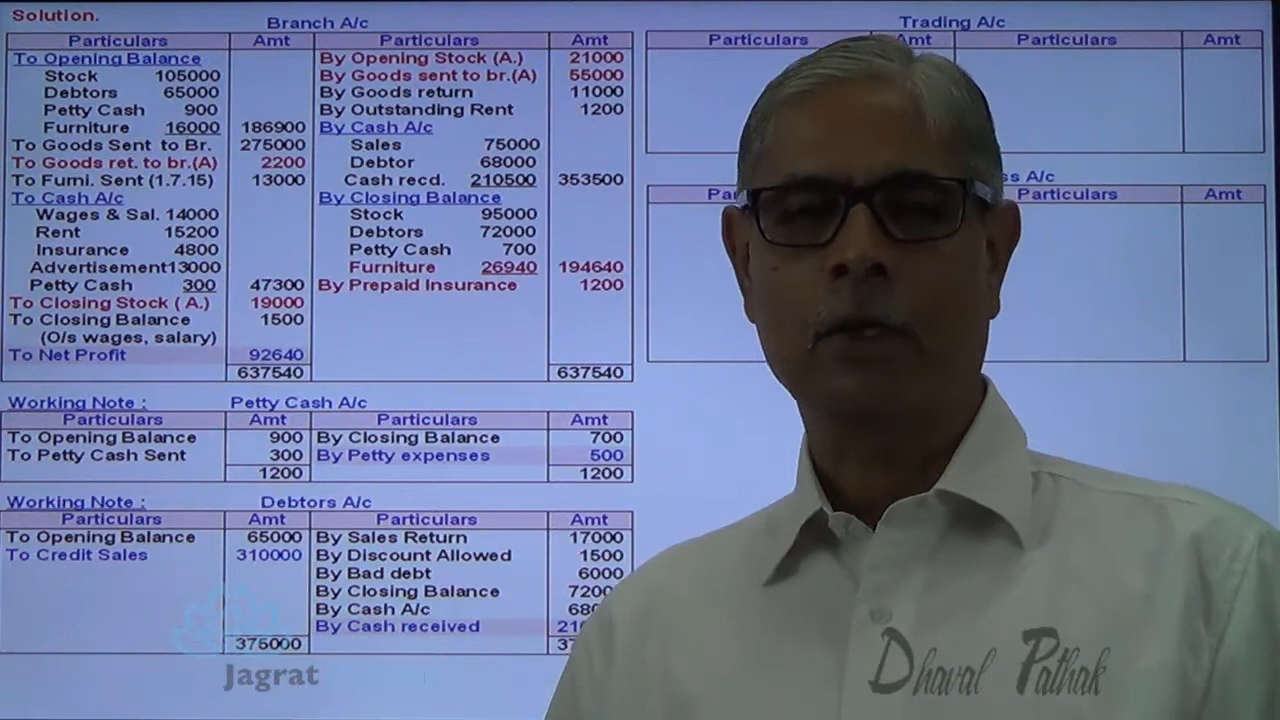 Solution.
Branch A/c
Particulars Amt Particulars Amt
To Opening Balance By Opening Stock (A.) 21000
Stock 105000 By Goods sent to br.(A) 55000
Debtors 65000 By Goods return 11000
Petty Cash 900 By Outstanding Rent 1200
Furniture 16000 186900 By Cash A/c
To Goods Sent to Br. 275000 Sales 75000
To Goods ret. to br.(A) 2200 Debtor 68000
To Furni. Sent (1.7.15) 13000 Cash recd. 210500 353500
To Cash A/c By Closing Balance
Wages & Sal. 14000 Stock 95000
Rent 15200 Debtors 72000
Insurance 4800 Petty Cash 700
Advertisement13000 Furniture 26940 194640
Petty Cash 300 47300 By Prepaid Insurance 1200
To Closing Stock ( A.) 19000
To Closing Balance 1500
(O/s wages, salary)
To Net Profit 92640
637540 637540
Working Note : Petty Cash A/c
Particulars Amt Particulars Amt
To Opening Balance 900 By Closing Balance 700
To Petty Cash Sent 300 By Petty expenses 500
1200 1200
Working Note : Debtors A/c
Particulars Amt Particulars Amt
To Opening Balance 65000 By Sales Return 17000
To Credit Sales 310000 By Discount Allowed 1500
By Bad debt 6000
By Closing Balance
By Cash A/c
By Cash received
375000
Trading A/c
Particulars Amt Particulars Amt
A/c
Particulars Amt
Jagrat
Dhaval Pathak